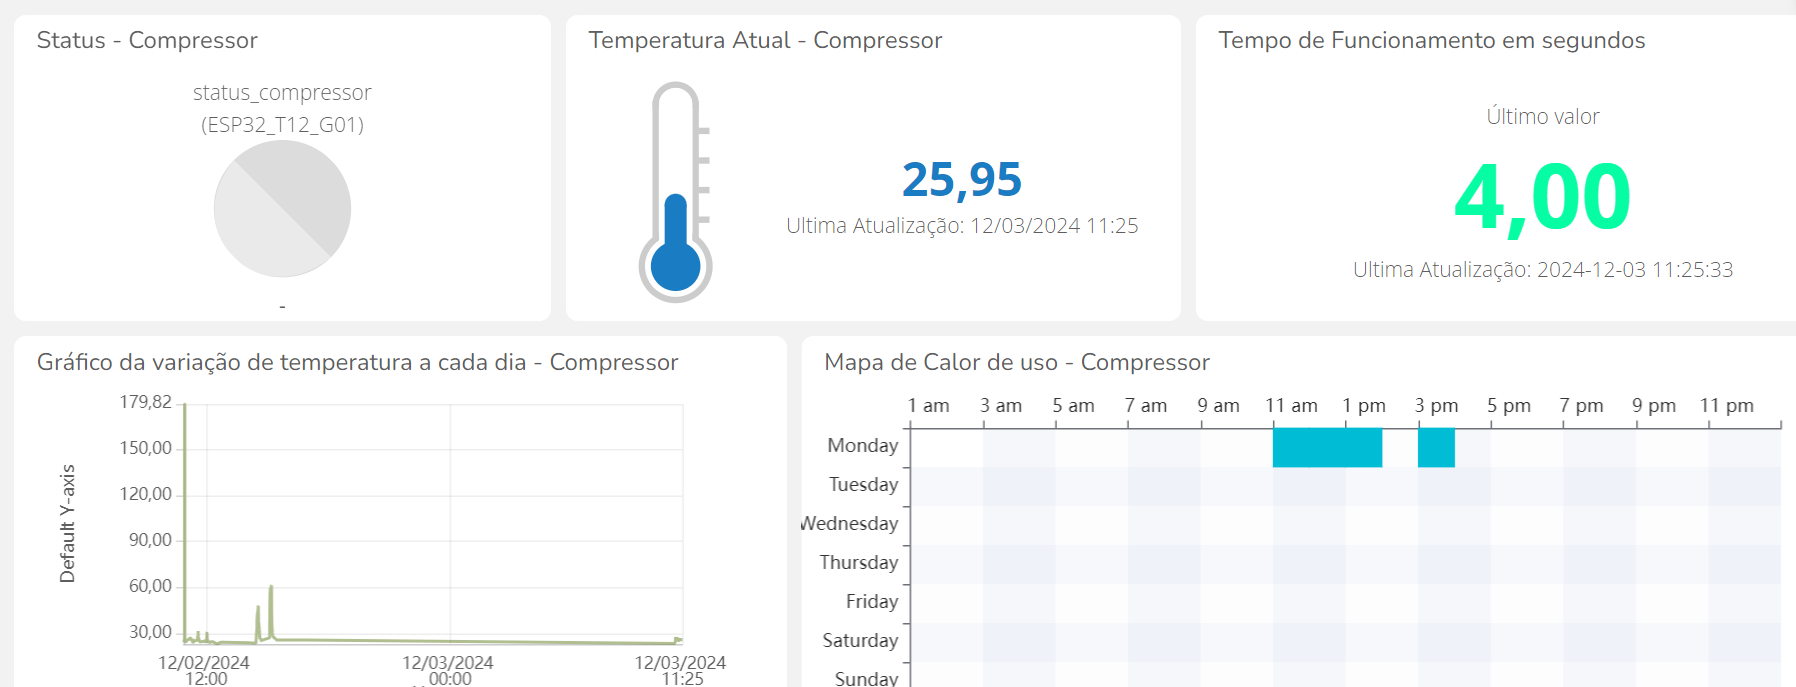 Status - Compressor
status_compressor
(ESP32_T12_G01)
-
Temperatura Atual - Compressor
25,95
Ultima Atualização: 12/03/2024 11:25
Tempo de Funcionamento em segundos
Último valor
4,00
Ultima Atualização: 2024-12-03 11:25:33
Gráfico da variação de temperatura a cada dia - Compressor
Default Y-axis
179,82
150,00
120,00
90,00
60,00
30,00
12/02/2024 12/03/2024 12/03/2024
12:00 00:00 11:25
Mapa de Calor de uso - Compressor
1 am 3 am 5 am 7 am 9 am 11 am 1 pm 3 pm 5 pm 7 pm 9 pm 11 pm
Monday
Tuesday
Wednesday
Thursday
Friday
Saturday
Sunday